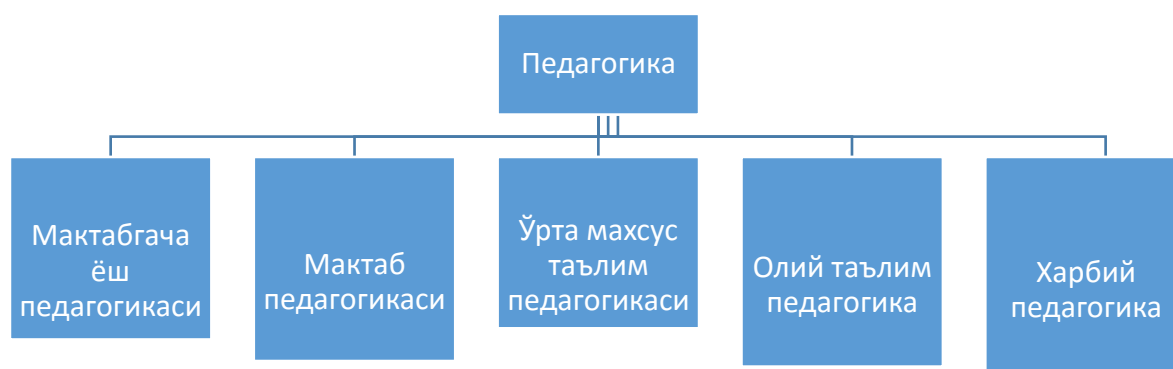 Педагогика
Мактабгача
ёш
педагогикаси
Мактаб
педагогикаси
Ўрта махсус
таълим
педагогикаси
Олий таълим
педагогика
Харбий
педагогика